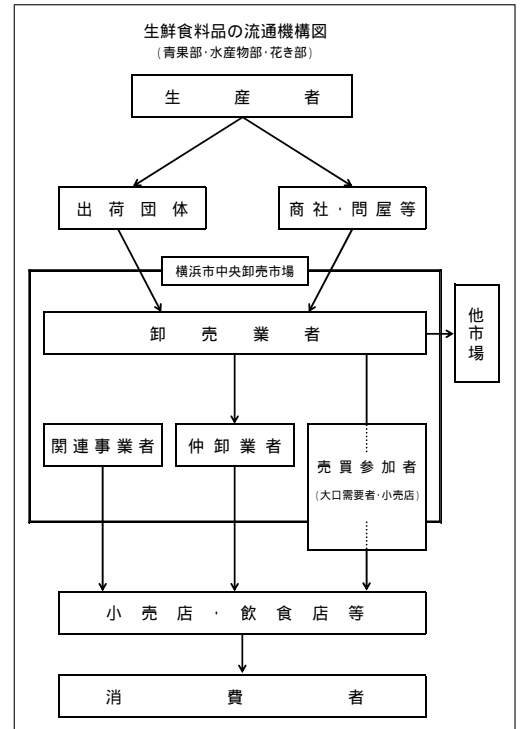 生鮮食料品の流通機構図
(青果部・水産物部・花き部)
生産者
出荷団体
商社・問屋等
横浜市中央卸売市場
卸売業者
他市場
関連事業者
仲卸業者
売買参加者
(大口需要者・小売店)
小売店・飲食店等
消費者